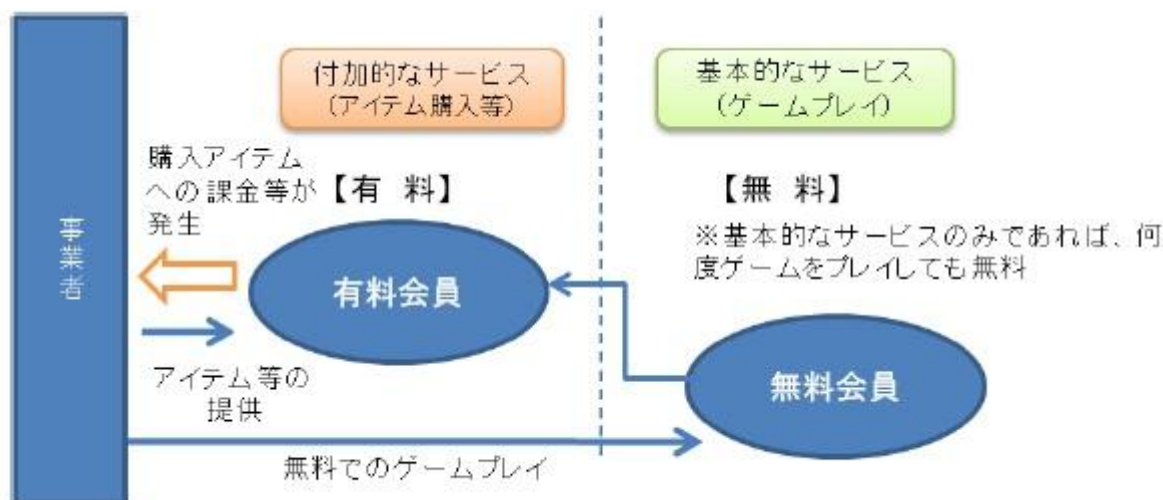 付加的なサービス
（アイテム購入等）
基本的なサービス
（ゲームプレイ）
購入アイテム
への課金等が
発生
【有 料】
【無 料】
※基本的なサービスのみであれば、何
度ゲームをプレイしても無料
事業者
有料会員
無料会員
アイテム等の
提供
無料でのゲームプレイ